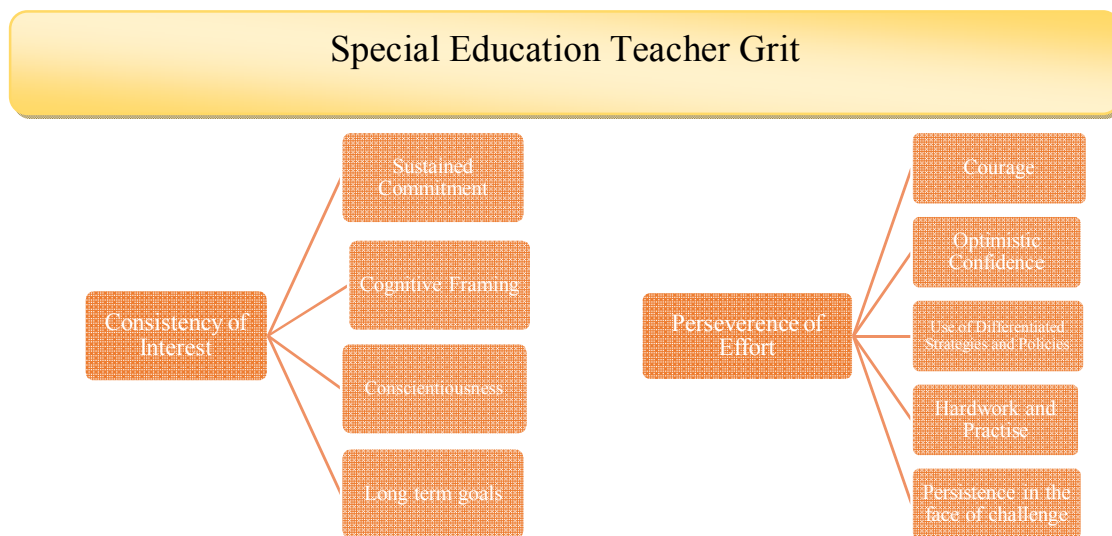 Special Education Teacher Grit
Sustained
Commitment
Cognitive Framing
Consistency of
Interest
Conscientiousness
Long term goals
Courage
Optimistic
Confidence
Perseverence of
Effort
Use of Differentiated
Strategies and Policies
Hardwork and
Practise
Persistence in the
face of challenge